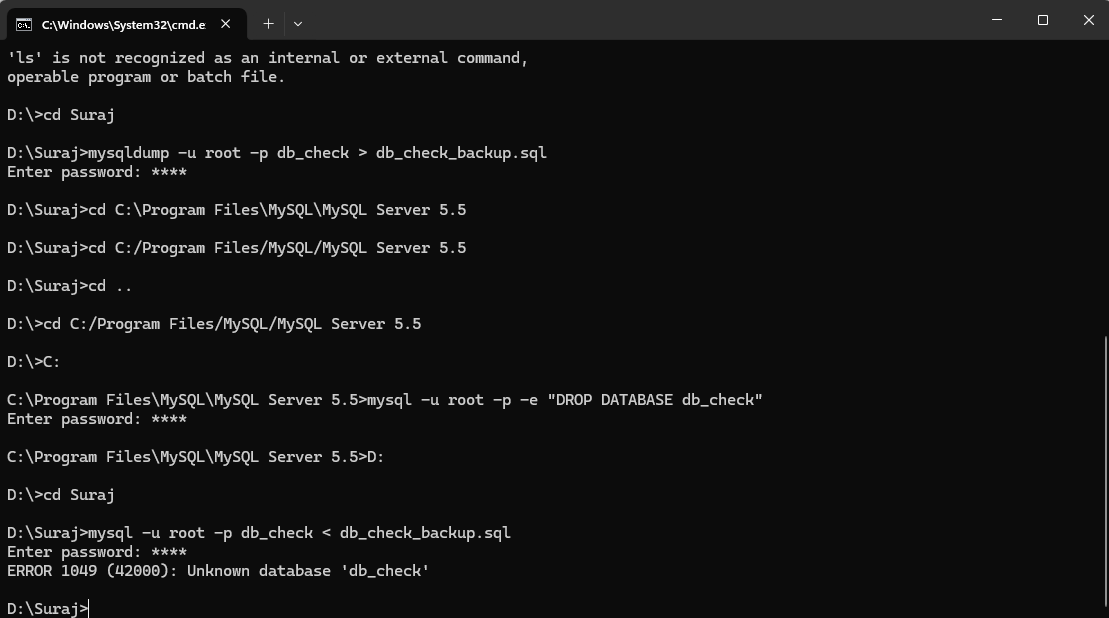 C:\Windows\System32\cmd.e
'ls' is not recognized as an internal or external command,
operable program or batch file.
D:\>cd Suraj
D:\Suraj>mysqldump -u root -p db_check > db_check_backup.sql
Enter password: ****
D:\Suraj>cd C:\Program Files\MySQL\MySQL Server 5.5
D:\Suraj>cd C:/Program Files/MySQL/MySQL Server 5.5
D:\Suraj>cd ..
D:\>cd C:/Program Files/MySQL/MySQL Server 5.5
D:\>C:
C:\Program Files\MySQL\MySQL Server 5.5>mysql -u root -p -e "DROP DATABASE db_check"
Enter password: ****
C:\Program Files\MySQL\MySQL Server 5.5>D:
D:\>cd Suraj
D:\Suraj>mysql -u root -p db_check < db_check_backup.sql
Enter password: ****
ERROR 1049 (42000): Unknown database 'db_check'
D:\Suraj>